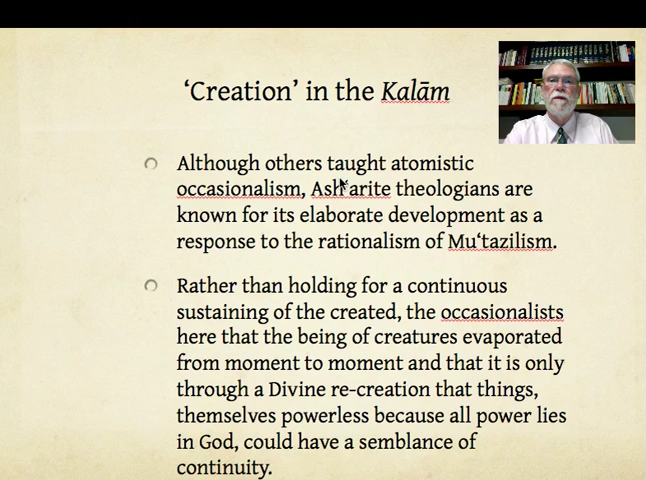 ‘Creation’ in the Kalām
Although others taught atomistic
occasionalism, Ash‘arite theologians are
known for its elaborate development as a
response to the rationalism of Mu‘tazilism.
Rather than holding for a continuous
sustaining of the created, the occasionalists
here that the being of creatures evaporated
from moment to moment and that it is only
through a Divine re-creation that things,
themselves powerless because all power lies
in God, could have a semblance of
continuity.